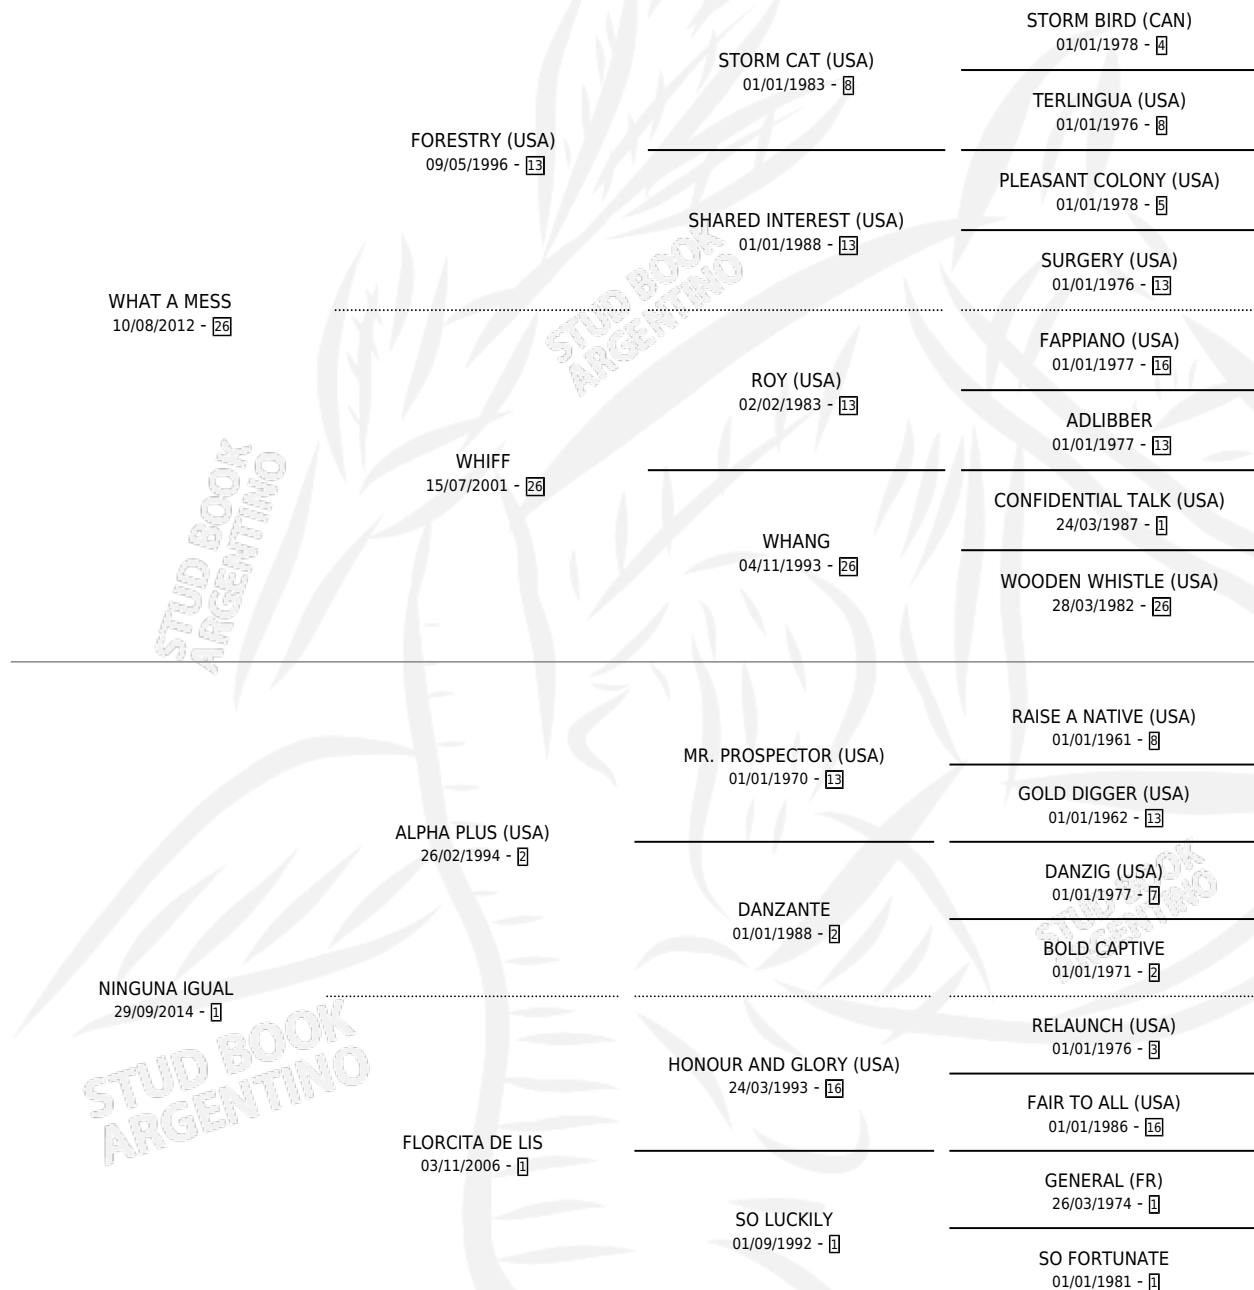 STORM BIRD (CAN)
01/01/1978 - 4
STORM CAT (USA)
01/01/1983 - 8
TERLINGUA (USA)
01/01/1976 - 8
FORESTRY (USA)
09/05/1996 - 13
PLEASANT COLONY (USA)
01/01/1978 - 5
SHARED INTEREST (USA)
01/01/1988 - 13
SURGERY (USA)
01/01/1976 - 13
WHAT A MESS
10/08/2012 - 26
STUD BOOK
ARGENTINO
FAPPIANO (USA)
01/01/1977 - 16
ROY (USA)
02/02/1983 - 13
ADLIBBER
01/01/1977 - 13
WHIFF
15/07/2001 - 26
CONFIDENTIAL TALK (USA)
24/03/1987 - 1
WHANG
04/11/1993 - 26
WOODEN WHISTLE (USA)
28/03/1982 - 26
STUD BOOK
ARGENTINO
RAISE A NATIVE (USA)
01/01/1961 - 8
MR. PROSPECTOR (USA)
01/01/1970 - 13
GOLD DIGGER (USA)
01/01/1962 - 13
ALPHA PLUS (USA)
26/02/1994 - 2
DANZIG (USA)
01/01/1977 - 7
STUD BOOK
ARGENTINO
DANZANTE
01/01/1988 - 2
BOLD CAPTIVE
01/01/1971 - 2
NINGUNA IGUAL
29/09/2014 - 1
STUD BOOK
ARGENTINO
RELAUNCH (USA)
01/01/1976 - 3
HONOUR AND GLORY (USA)
24/03/1993 - 16
FAIR TO ALL (USA)
01/01/1986 - 16
FLORCITA DE LIS
03/11/2006 - 1
GENERAL (FR)
26/03/1974 - 1
SO LUCKILY
01/09/1992 - 1
SO FORTUNATE
01/01/1981 - 1